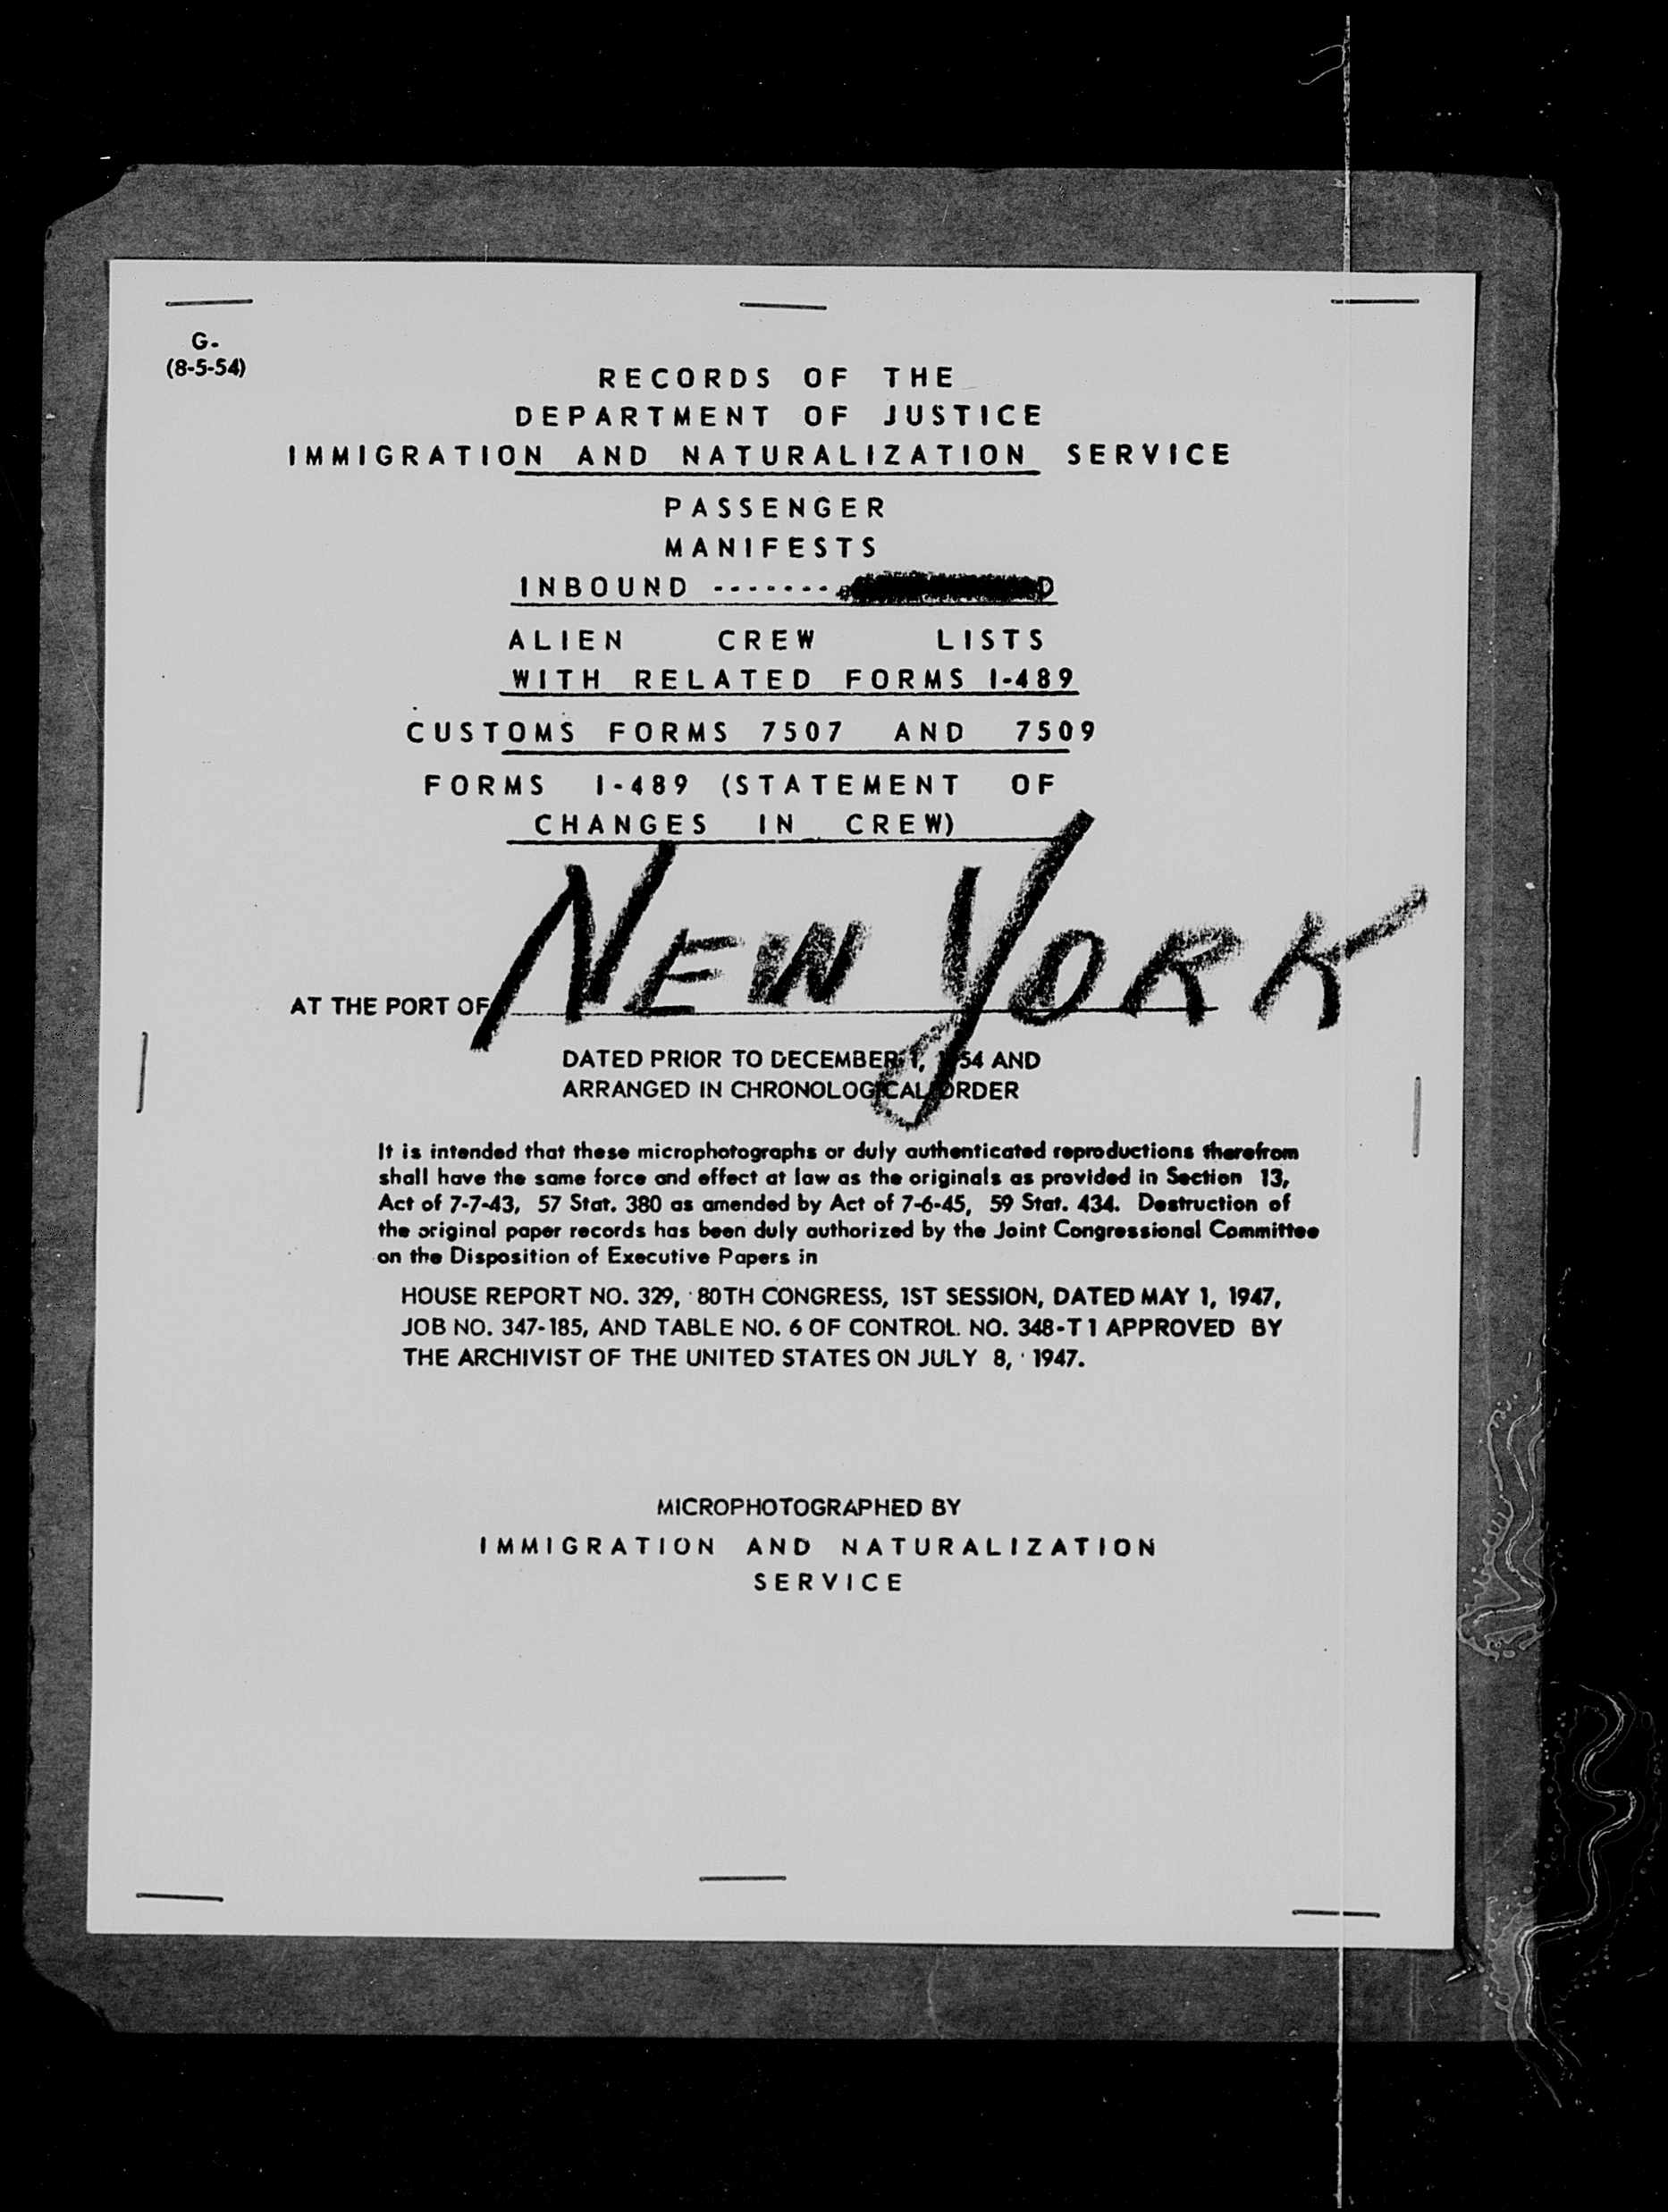 G-
(8-5-54)
RECORDS OF THE
DEPARTMENT OF JUSTICE
IMMIGRATION AND NATURALIZATION SERVICE
PASSENGER
MANIFESTS
INBOUND -------
ALIEN CREW LISTS
WITH RELATED FORMS I-489
CUSTOMS FORMS 7507 AND 7509
FORMS I-489 (STATEMENT OF
CHANGES IN CREW)
AT THE PORT OF NEW YORK
DATED PRIOR TO DECEMBER 1, 1954 AND
ARRANGED IN CHRONOLOGICAL ORDER
It is intended that these microphotographs or duly authenticated reproductions therefrom
shall have the same force and effect at law as the originals as provided in Section 13,
Act of 7-7-43, 57 Stat. 380 as amended by Act of 7-6-45, 59 Stat. 434. Destruction of
the original paper records has been duly authorized by the Joint Congressional Committee
on the Disposition of Executive Papers in
HOUSE REPORT NO. 329, 80TH CONGRESS, 1ST SESSION, DATED MAY 1, 1947,
JOB NO. 347-185, AND TABLE NO. 6 OF CONTROL NO. 348-T1 APPROVED BY
THE ARCHIVIST OF THE UNITED STATES ON JULY 8, 1947.
MICROPHOTOGRAPHED BY
IMMIGRATION AND NATURALIZATION
SERVICE